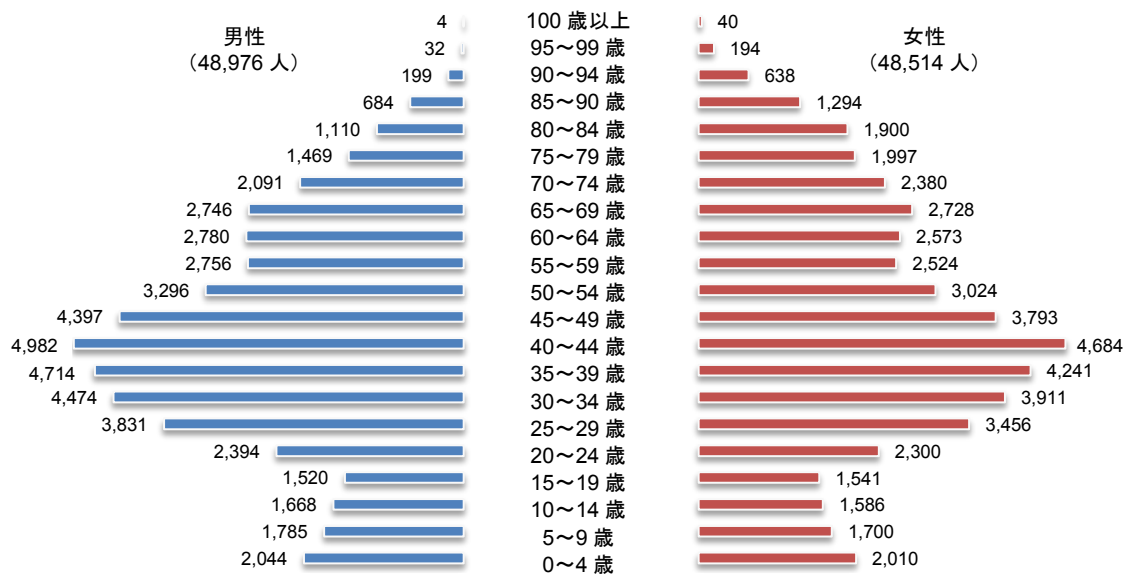 4 100 歳以上 40
男性 女性
32 95～99 歳 194
（48,976 人） （48,514 人）
199 90～94 歳 638
684 85～90 歳 1,294
1,110 80～84 歳 1,900
1,469 75～79 歳 1,997
2,091 70～74 歳 2,380
2,746 65～69 歳 2,728
2,780 60～64 歳 2,573
2,756 55～59 歳 2,524
3,296 50～54 歳 3,024
4,397 45～49 歳 3,793
4,982 40～44 歳 4,684
4,714 35～39 歳 4,241
4,474 30～34 歳 3,911
3,831 25～29 歳 3,456
2,394 20～24 歳 2,300
1,520 15～19 歳 1,541
1,668 10～14 歳 1,586
1,785 5～9 歳 1,700
2,044 0～4 歳 2,010